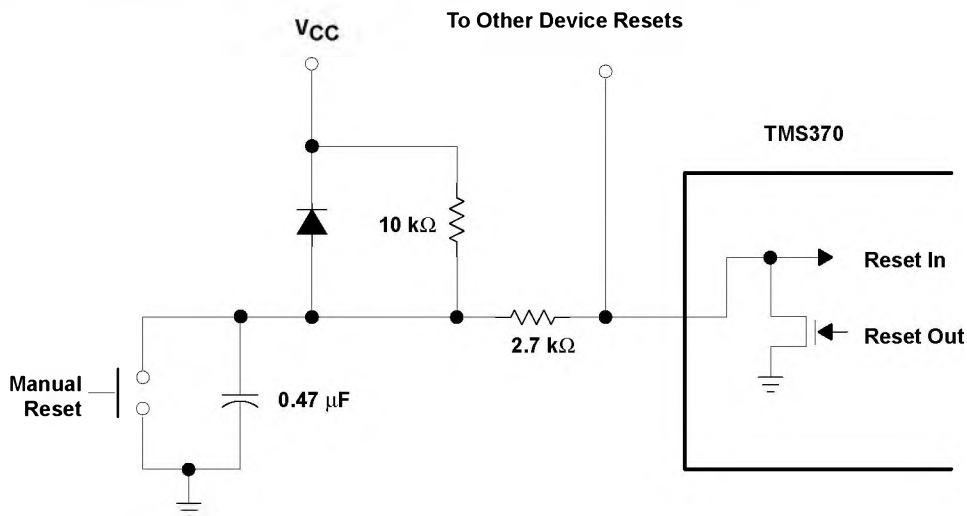 To Other Device Resets
VCC
TMS370
10 kΩ
Reset In
2.7 kΩ
Reset Out
Manual
Reset
0.47 μF